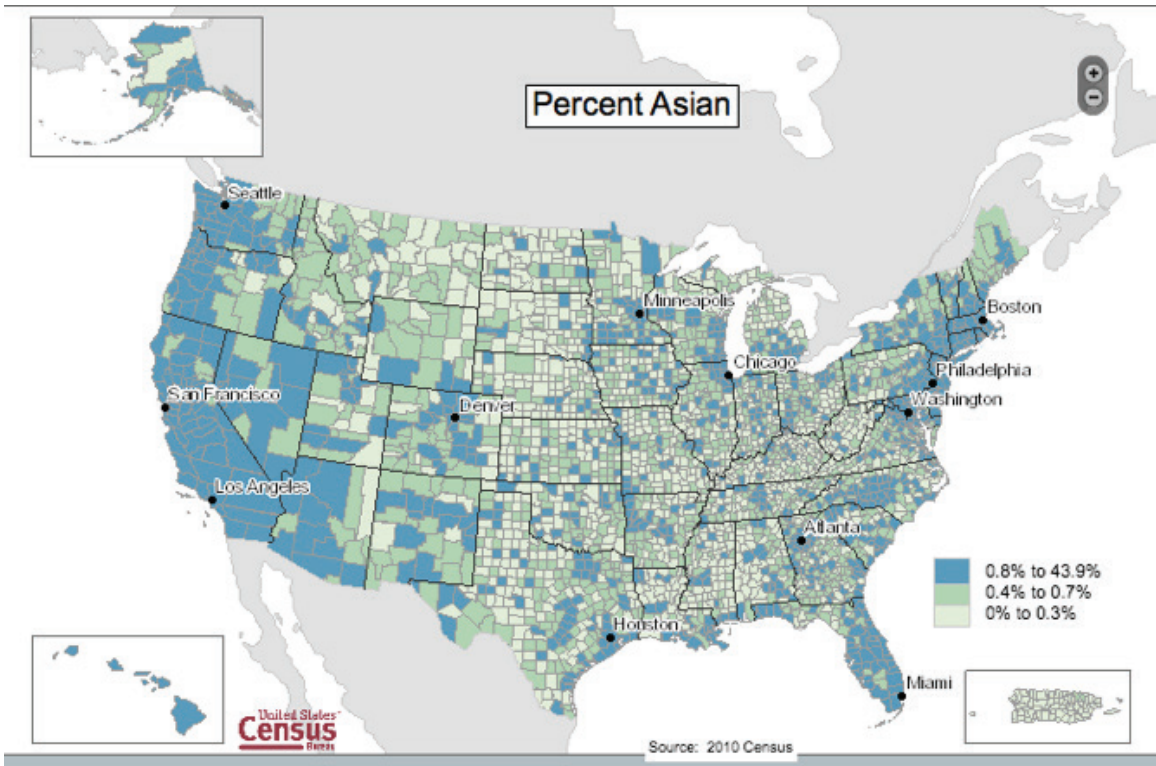 Percent Asian
Seattle
Minneapolis
Boston
Chicago
Philadelphia
San Francisco
Denver
Washington
Los Angeles
Atlanta
0.8% to 43.9%
0.4% to 0.7%
0% to 0.3%
Houston
Miami
United States™
Census
Bureau
Source: 2010 Census